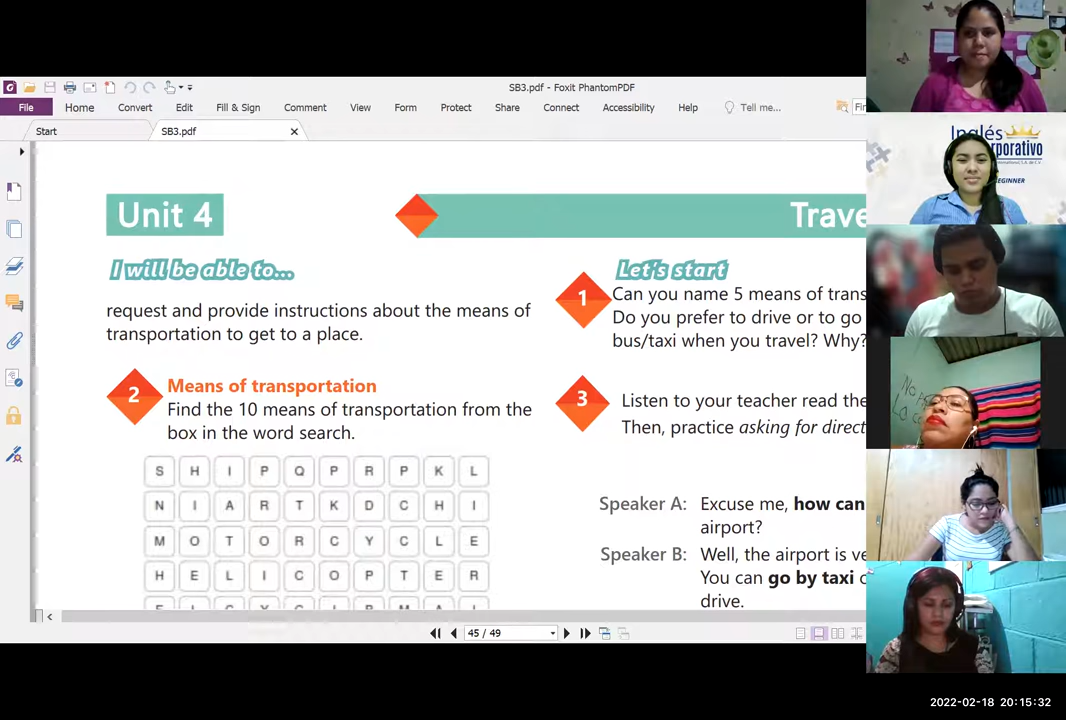 SB3.pdf - Foxit PhantomPDF
File Home Convert Edit Fill & Sign Comment View Form Protect Share Connect Accessibility Help Tell me... Fin
Start SB3.pdf
Unit 4
Trave
I will be able to...
request and provide instructions about the means of
transportation to get to a place.
2 Means of transportation
Find the 10 means of transportation from the
box in the word search.
S H I P Q P R P K L
N I A R T K D C H I
M O T O R C Y C L E
H E L I C O P T E R
Let's start
1 Can you name 5 means of trans
Do you prefer to drive or to go
bus/taxi when you travel? Why?
3 Listen to your teacher read the
Then, practice asking for direct
Speaker A: Excuse me, how can
airport?
Speaker B: Well, the airport is ve
You can go by taxi
drive.
45 / 49
Inglés
rporativo
EGINNER
2022-02-18 20:15:32